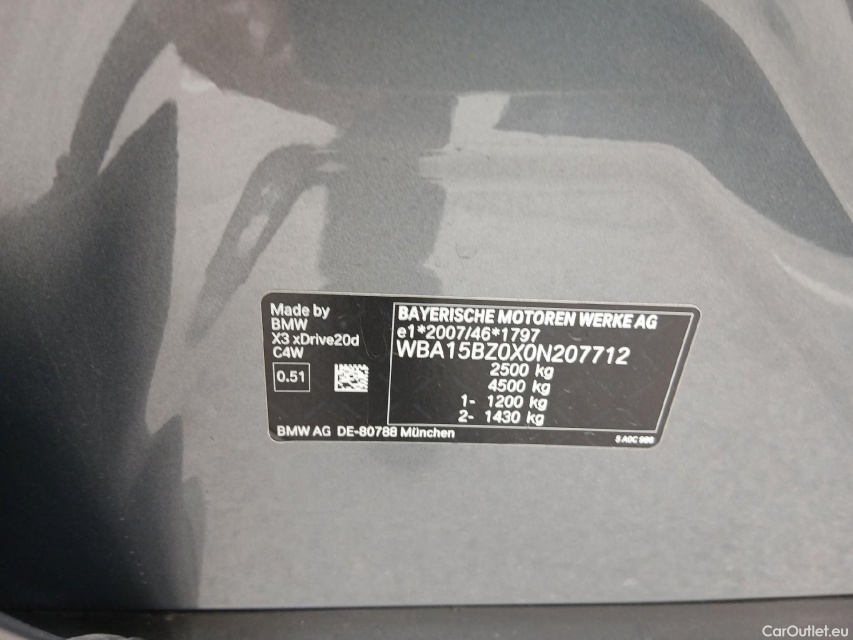 Made by
BMW
X3 xDrive20d
C4W
0.51
BMW AG DE-80788 München
BAYERISCHE MOTOREN WERKE AG
e1*2007/46*1797
WBA15BZ0X0N207712
2500 kg
4500 kg
1- 1200 kg
2- 1430 kg
CarOutlet.eu